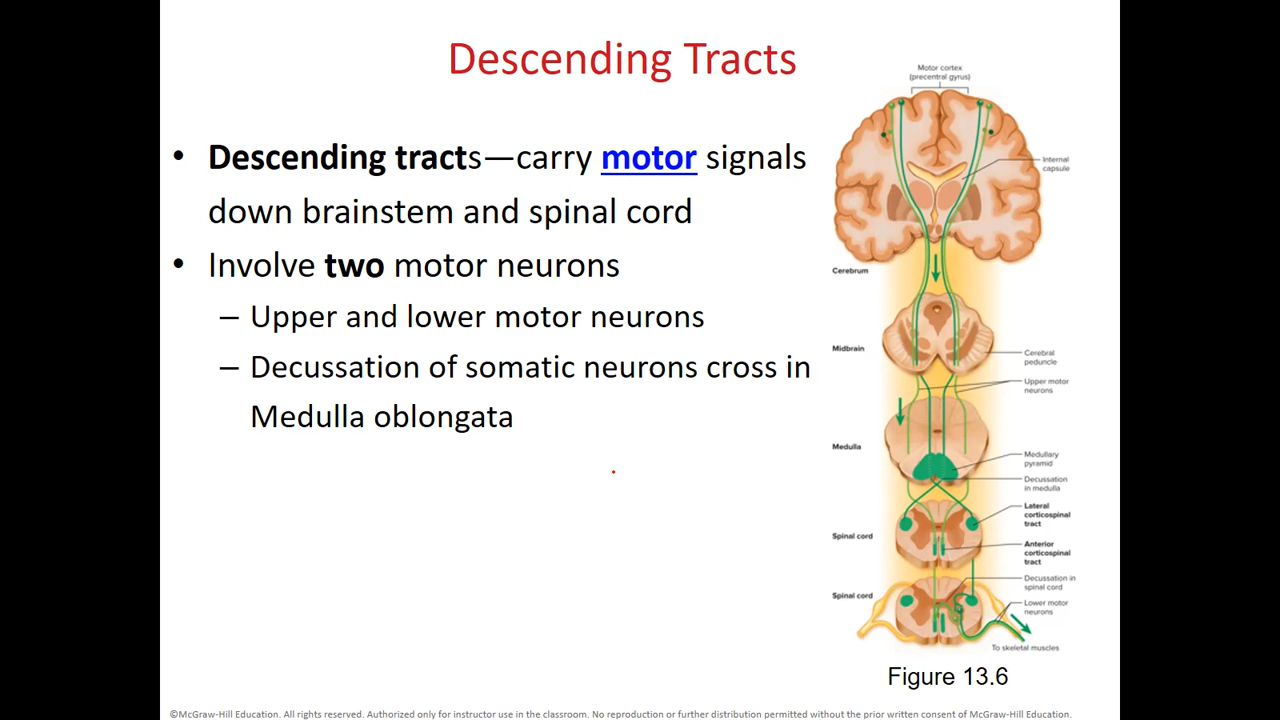 Descending Tracts
• Descending tracts—carry motor signals
down brainstem and spinal cord
• Involve two motor neurons
– Upper and lower motor neurons
– Decussation of somatic neurons cross in
Medulla oblongata
Motor cortex
(precentral gyrus)
Internal
capsule
Cerebrum
Midbrain
Cerebral
peduncle
Upper motor
neurons
Medulla
Medullary
pyramid
Decussation
in medulla
Lateral
corticospinal
tract
Spinal cord
Anterior
corticospinal
tract
Decussation in
spinal cord
Spinal cord
Lower motor
neurons
To skeletal muscles
Figure 13.6
©McGraw-Hill Education. All rights reserved. Authorized only for instructor use in the classroom. No reproduction or further distribution permitted without the prior written consent of McGraw-Hill Education.